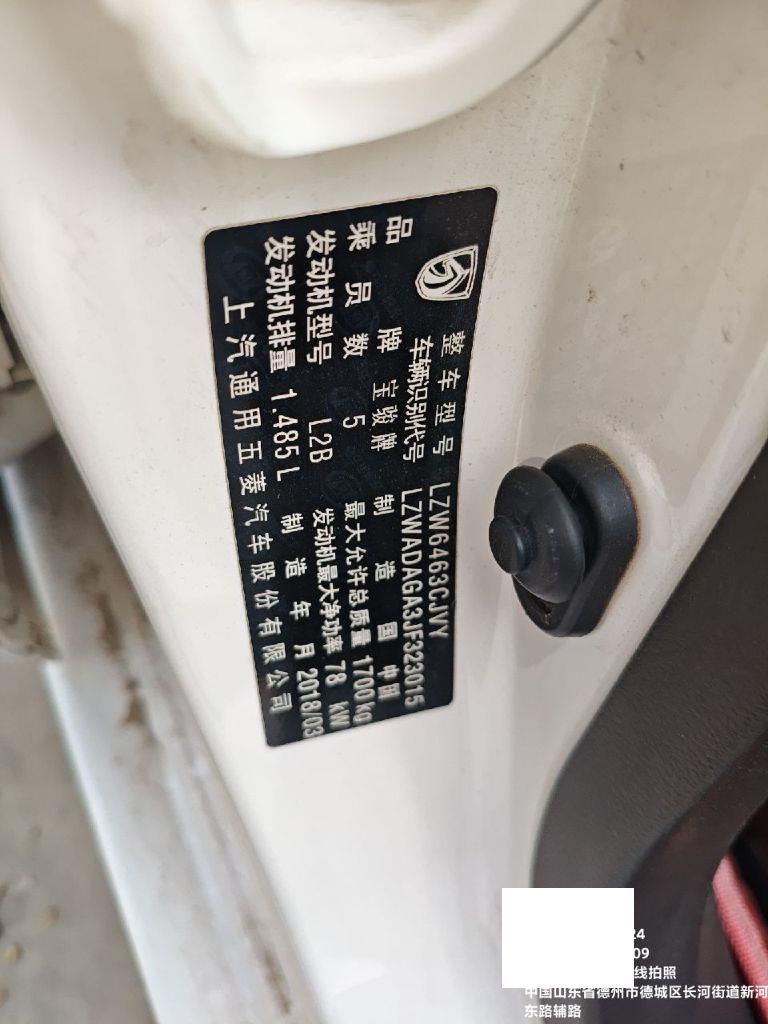 整车型号 LZW6463CJVY
车辆识别代号 LZWADAGA3JF323015
品牌 宝骏牌 制造国 中国
乘员数 5 最大允许总质量 1700kg
发动机型号 L2B 发动机最大净功率 78 kW
发动机排量 1.485L 制造年月 2018/03
上汽通用五菱汽车股份有限公司
24
09
线拍照
中国山东省德州市德城区长河街道新河
东路辅路